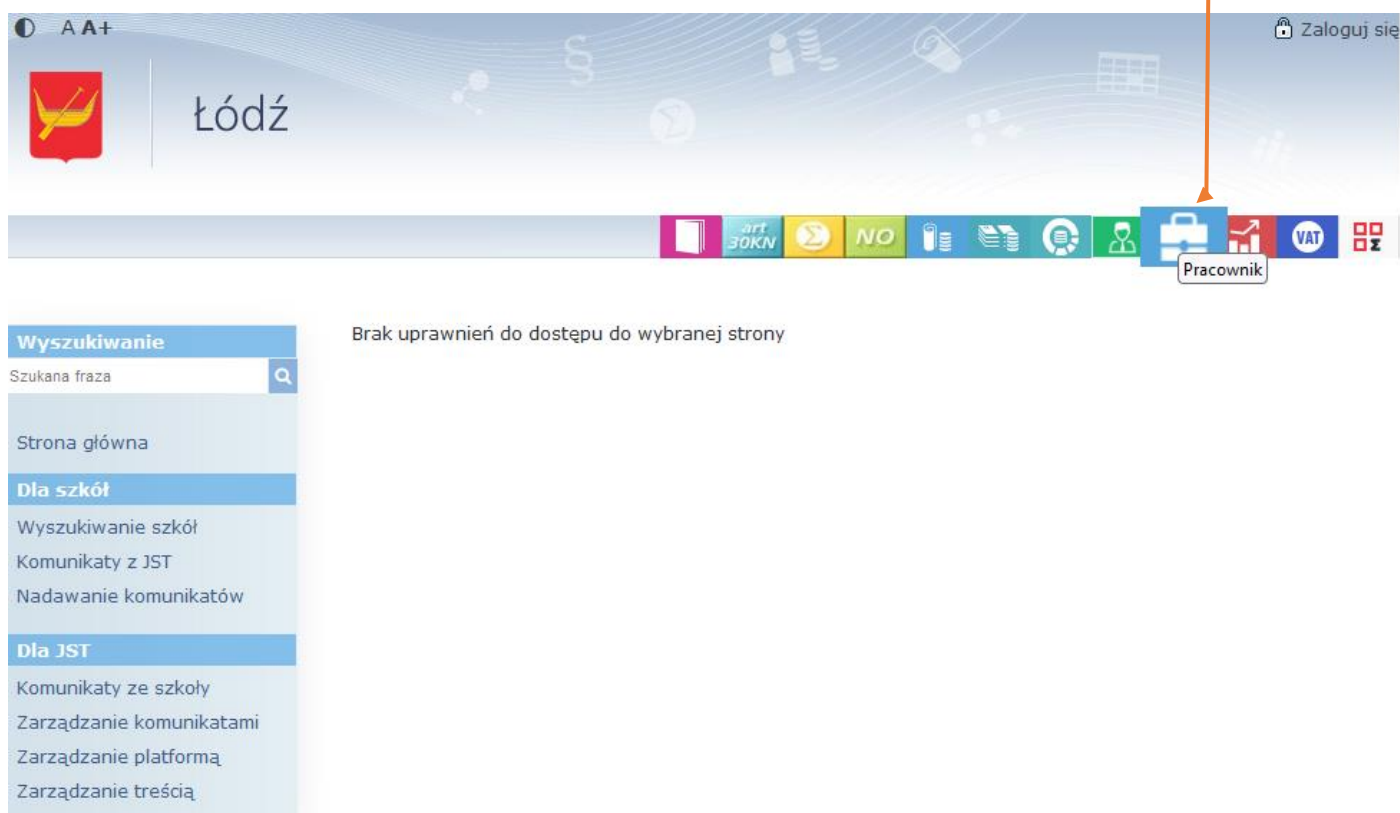 A A+
Zaloguj się
Łódź
§
art
30KN
Σ
NO
VAT
Σ
Pracownik
Wyszukiwanie
Szukana fraza
Brak uprawnień do dostępu do wybranej strony
Strona główna
Dla szkół
Wyszukiwanie szkół
Komunikaty z JST
Nadawanie komunikatów
Dla JST
Komunikaty ze szkoły
Zarządzanie komunikatami
Zarządzanie platformą
Zarządzanie treścią